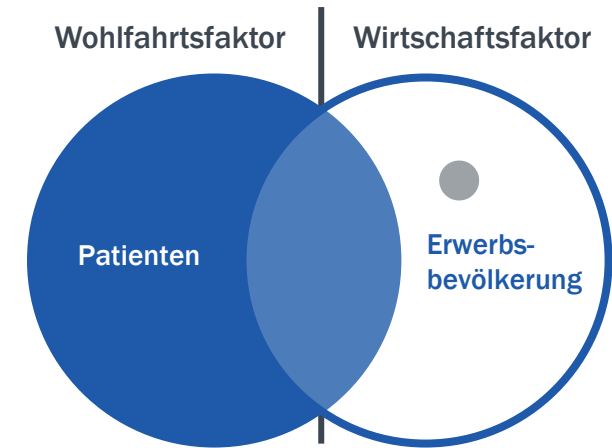 Wohlfahrtsfaktor
Wirtschaftsfaktor
Patienten
Erwerbs-
bevölkerung